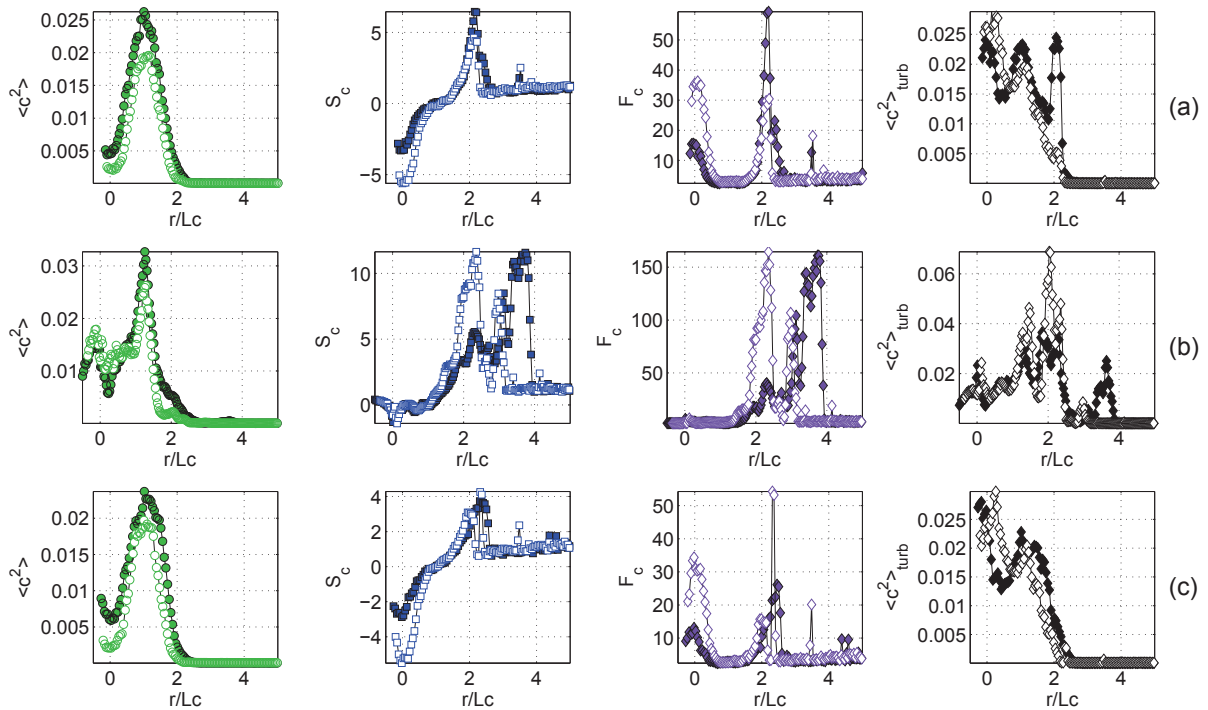 <c²>
0.025
0.02
0.015
0.01
0.005
0 2 4
r/Lc
S_c
5
0
−5
0 2 4
r/Lc
F_c
50
40
30
20
10
0 2 4
r/Lc
<c²>_turb
0.025
0.02
0.015
0.01
0.005
0 2 4
r/Lc
(a)
<c²>
0.03
0.02
0.01
0 2 4
r/Lc
S_c
10
5
0
0 2 4
r/Lc
F_c
150
100
50
0 2 4
r/Lc
<c²>_turb
0.06
0.04
0.02
0 2 4
r/Lc
(b)
<c²>
0.02
0.015
0.01
0.005
0 2 4
r/Lc
S_c
4
2
0
−2
−4
0 2 4
r/Lc
F_c
50
40
30
20
10
0 2 4
r/Lc
<c²>_turb
0.025
0.02
0.015
0.01
0.005
0 2 4
r/Lc
(c)